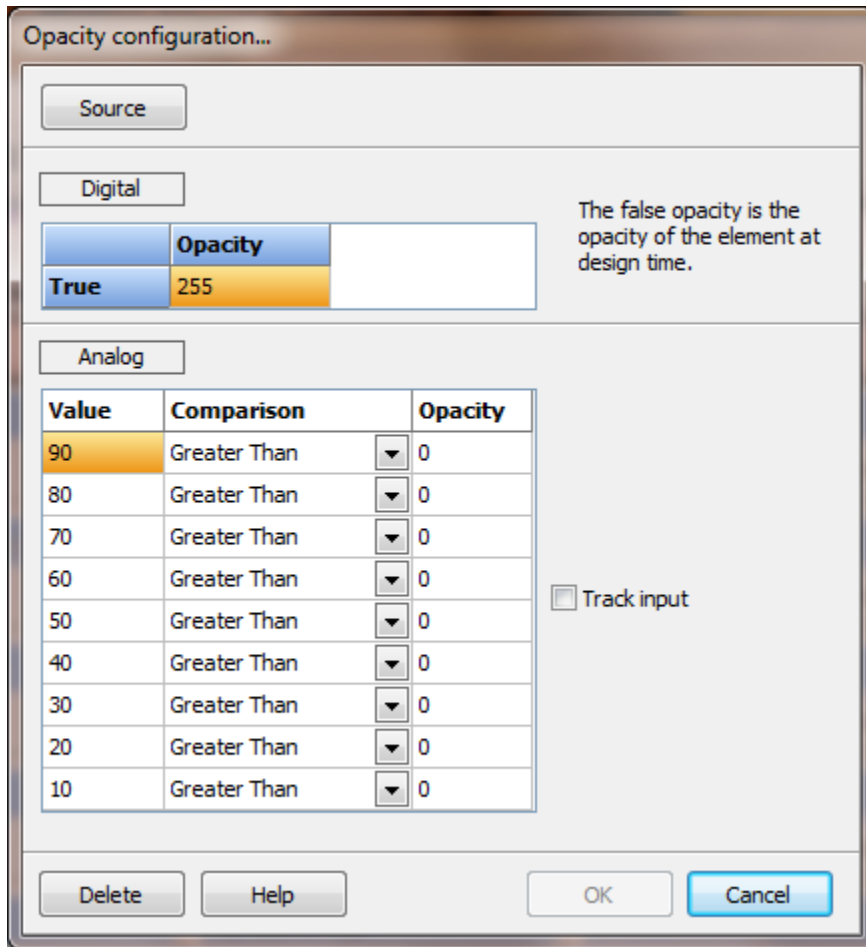 Opacity configuration...
Source
Digital
The false opacity is the
opacity of the element at
design time.
Opacity
True 255
Analog
Value Comparison Opacity
90 Greater Than 0
80 Greater Than 0
70 Greater Than 0
60 Greater Than 0
50 Greater Than 0
40 Greater Than 0
30 Greater Than 0
20 Greater Than 0
10 Greater Than 0
Track input
Delete Help OK Cancel